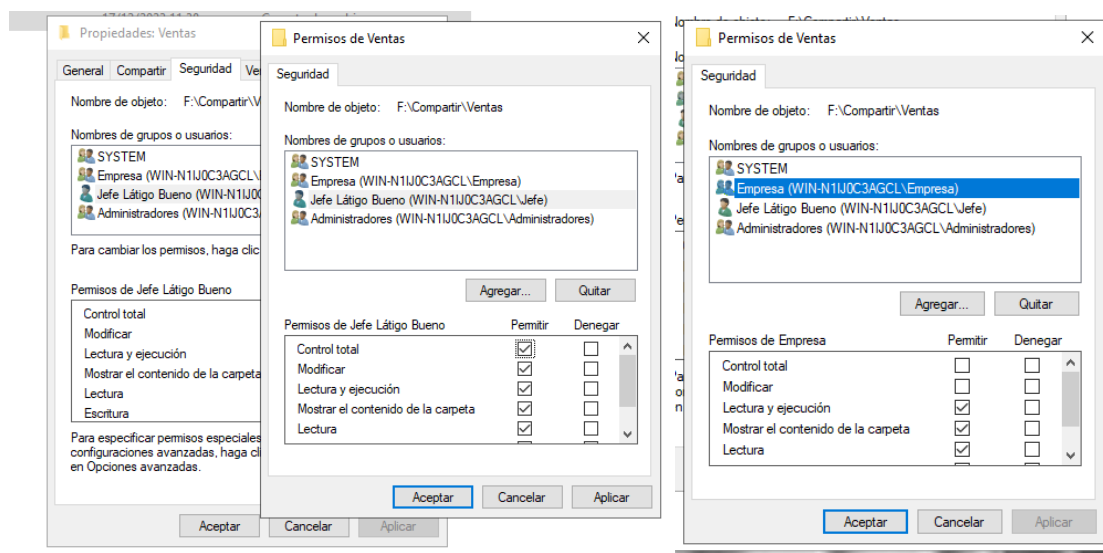 17/12/2023 11:20
Propiedades: Ventas
General Compartir Seguridad Ve
Nombre de objeto: F:\Compartir\V
Nombres de grupos o usuarios:
SYSTEM
Empresa (WIN-N1IJ0C3AGCL\
Jefe Látigo Bueno (WIN-N1IJ0
Administradores (WIN-N1IJ0C3
Para cambiar los permisos, haga clic
Permisos de Jefe Látigo Bueno
Control total
Modificar
Lectura y ejecución
Mostrar el contenido de la carpeta
Lectura
Escritura
Para especificar permisos especiales
configuraciones avanzadas, haga cli
en Opciones avanzadas.
Aceptar Cancelar Aplicar
Permisos de Ventas
Seguridad
Nombre de objeto: F:\Compartir\Ventas
Nombres de grupos o usuarios:
SYSTEM
Empresa (WIN-N1IJ0C3AGCL\Empresa)
Jefe Látigo Bueno (WIN-N1IJ0C3AGCL\Jefe)
Administradores (WIN-N1IJ0C3AGCL\Administradores)
Agregar... Quitar
Permisos de Jefe Látigo Bueno Permitir Denegar
Control total
Modificar
Lectura y ejecución
Mostrar el contenido de la carpeta
Lectura
Aceptar Cancelar Aplicar
Permisos de Ventas
Seguridad
Nombre de objeto: F:\Compartir\Ventas
Nombres de grupos o usuarios:
SYSTEM
Empresa (WIN-N1IJ0C3AGCL\Empresa)
Jefe Látigo Bueno (WIN-N1IJ0C3AGCL\Jefe)
Administradores (WIN-N1IJ0C3AGCL\Administradores)
Agregar... Quitar
Permisos de Empresa Permitir Denegar
Control total
Modificar
Lectura y ejecución
Mostrar el contenido de la carpeta
Lectura
Aceptar Cancelar Aplicar